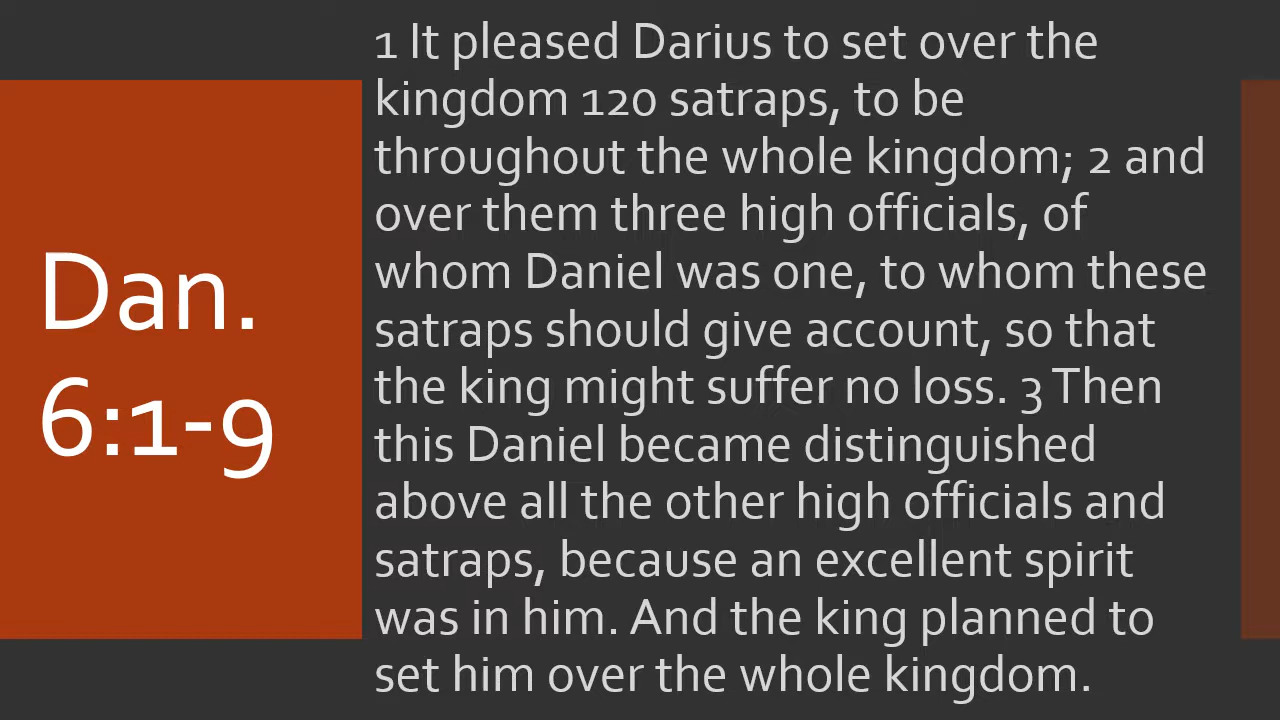 Dan.
6:1-9
1 It pleased Darius to set over the
kingdom 120 satraps, to be
throughout the whole kingdom; 2 and
over them three high officials, of
whom Daniel was one, to whom these
satraps should give account, so that
the king might suffer no loss. 3 Then
this Daniel became distinguished
above all the other high officials and
satraps, because an excellent spirit
was in him. And the king planned to
set him over the whole kingdom.